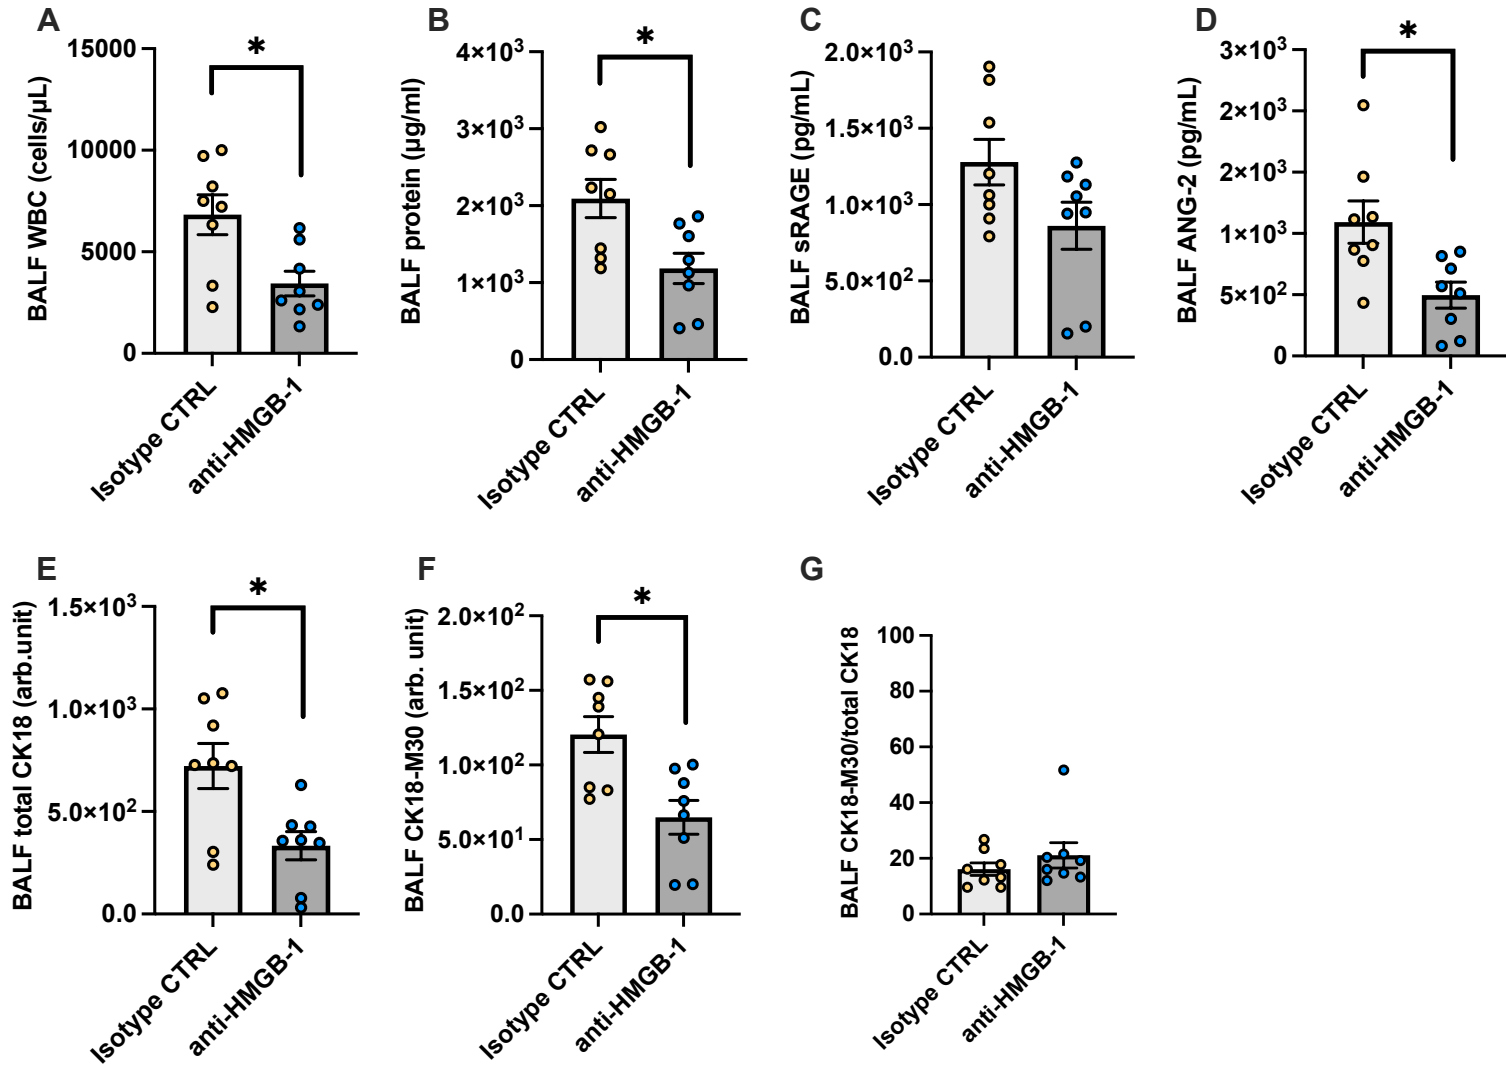 A
BALF WBC (cells/µL)
15000
10000
5000
0
*
Isotype CTRL
anti-HMGB-1
B
BALF protein (µg/ml)
4×10³
3×10³
2×10³
1×10³
0
*
Isotype CTRL
anti-HMGB-1
C
BALF sRAGE (pg/mL)
2.0×10³
1.5×10³
1.0×10³
5.0×10²
0.0
Isotype CTRL
anti-HMGB-1
D
BALF ANG-2 (pg/mL)
3×10³
2×10³
2×10³
1×10³
5×10²
0
*
Isotype CTRL
anti-HMGB-1
E
BALF total CK18 (arb.unit)
1.5×10³
1.0×10³
5.0×10²
0.0
*
Isotype CTRL
anti-HMGB-1
F
BALF CK18-M30 (arb. unit)
2.0×10²
1.5×10²
1.0×10²
5.0×10¹
0.0
*
Isotype CTRL
anti-HMGB-1
G
BALF CK18-M30/total CK18
100
80
60
40
20
0
Isotype CTRL
anti-HMGB-1